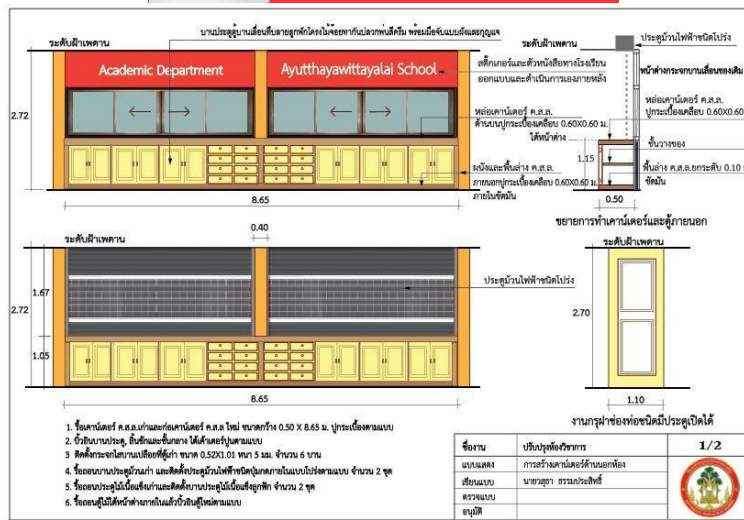 บานประตูตู้บานเลื่อนทึบลายลูกฟักโครงไม้จ๊อยทากันปลวกพ่นสีครีม พร้อมมือจับแบบฝังและกุญแจ
ระดับฝ้าเพดาน
Academic Department
Ayutthayawittayalai School
สติ๊กเกอร์และตัวหนังสือทางโรงเรียน
ออกแบบและดำเนินการเองภายหลัง
หล่อเคาน์เตอร์ ค.ส.ล.
ด้านบนปูกระเบื้องเคลือบ 0.60X0.60 ม.
ใต้หน้าต่าง
ผนังและพื้นล่าง ค.ส.ล.
ภายนอกปูกระเบื้องเคลือบ 0.60X0.60 ม.
ภายในขัดมัน
2.72
8.65
ระดับฝ้าเพดาน
ประตูม้วนไฟฟ้าชนิดโปร่ง
หน้าต่างกระจกบานเลื่อนของเดิม
หล่อเคาน์เตอร์ ค.ส.ล.
ปูกระเบื้องเคลือบ 0.60X0.60
ชั้นวางของ
พื้นล่าง ค.ส.ล.ยกระดับ 0.10 ม
ขัดมัน
1.15
0.50
ขยายการทำเคาน์เตอร์และตู้ภายนอก
ระดับฝ้าเพดาน
0.40
1.67
2.72
1.05
8.65
ประตูม้วนไฟฟ้าชนิดโปร่ง
ระดับฝ้าเพดาน
2.70
1.10
งานกรุฝาช่องท่อชนิดมีประตูเปิดได้
1. รื้อเคาน์เตอร์ ค.ส.ล.เก่าและก่อเคาน์เตอร์ ค.ส.ล ใหม่ ขนาดกว้าง 0.50 X 8.65 ม. ปูกระเบื้องตามแบบ
2. บิ้วอินบานประตู, ลิ้นชักและชั้นกลาง ใต้เค้าเตอร์ปูนตามแบบ
3 ติดตั้งกระจกใสบานเปลือยที่ตู้เก่า ขนาด 0.52X1.01 หนา 5 มม. จำนวน 6 บาน
4. รื้อถอนบานประตูม้วนเก่า และติดตั้งประตูม้วนไฟฟ้าชนิดปุ่มกดภายในแบบโปร่งตามแบบ จำนวน 2 ชุด
5. รื้อถอนประตูไม้เนื้อแข็งเก่าและติดตั้งบานประตูไม้เนื้อแข็งลูกฟัก จำนวน 2 ชุด
6. รื้อถอนตู้ไม้ใต้หน้าต่างภายในแล้วบิ้วอินตู้ใหม่ตามแบบ
ชื่องาน ปรับปรุงห้องวิชาการ 1/2
แบบแสดง การสร้างเคาน์เตอร์ด้านนอกห้อง
เขียนแบบ นายวสุธา ธรรมประสิทธิ์
ตรวจแบบ
อนุมัติ